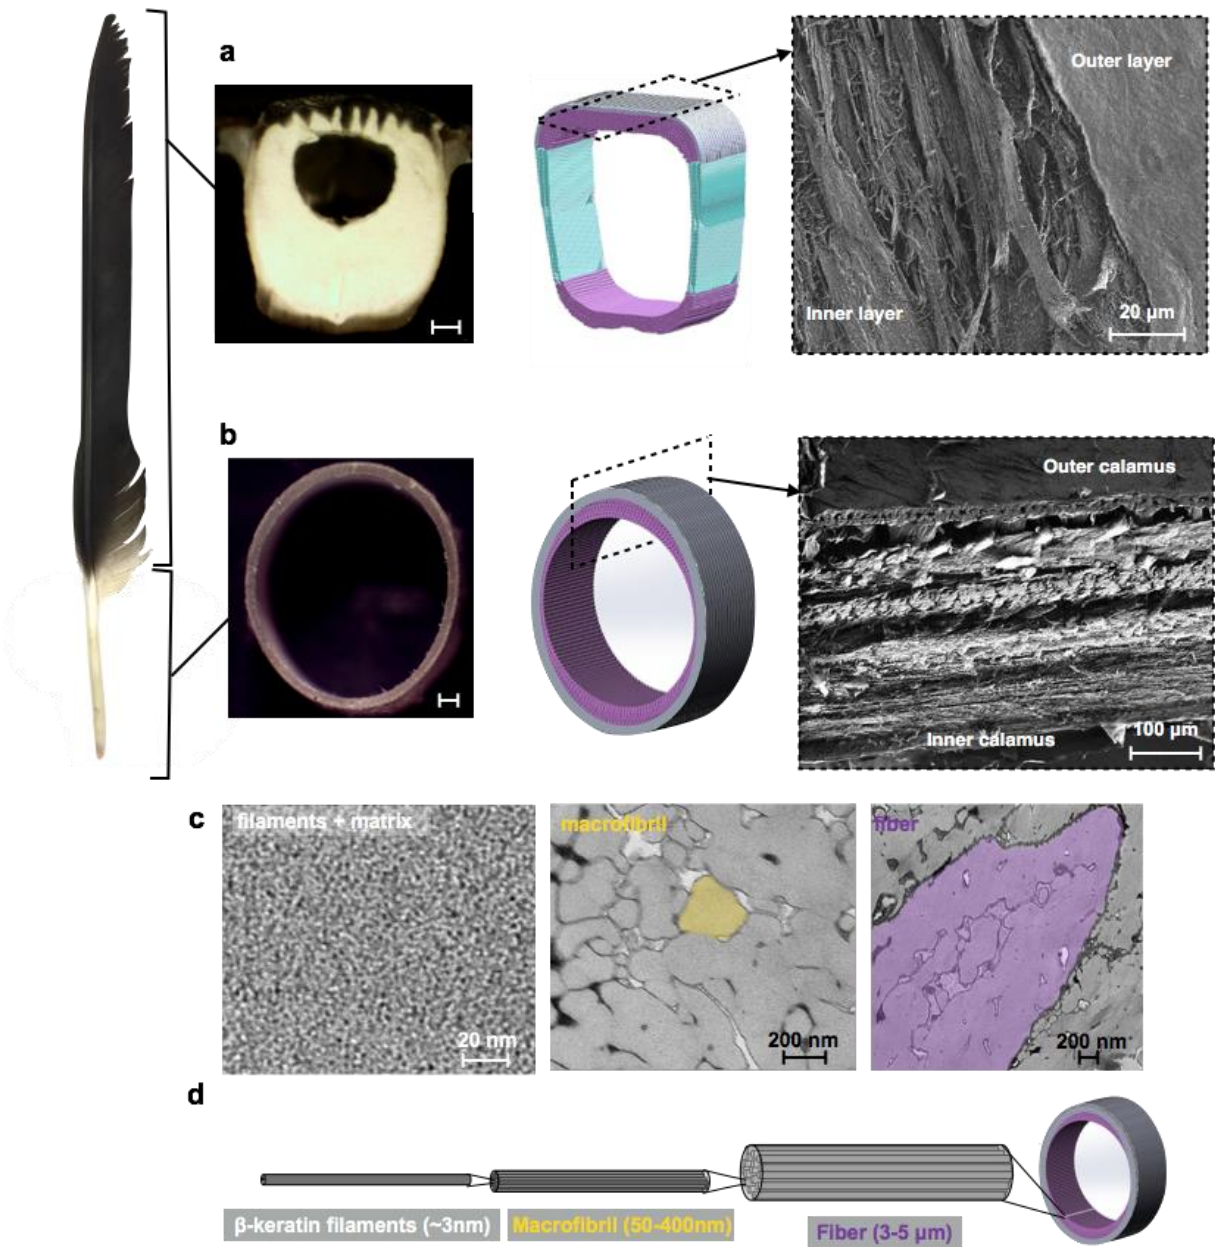 a
Outer layer
Inner layer
20 μm
b
Outer calamus
Inner calamus
100 μm
c
filaments + matrix
macrofibril
fiber
20 nm
200 nm
200 nm
d
β-keratin filaments (~3nm)
Macrofibril (50-400nm)
Fiber (3-5 μm)